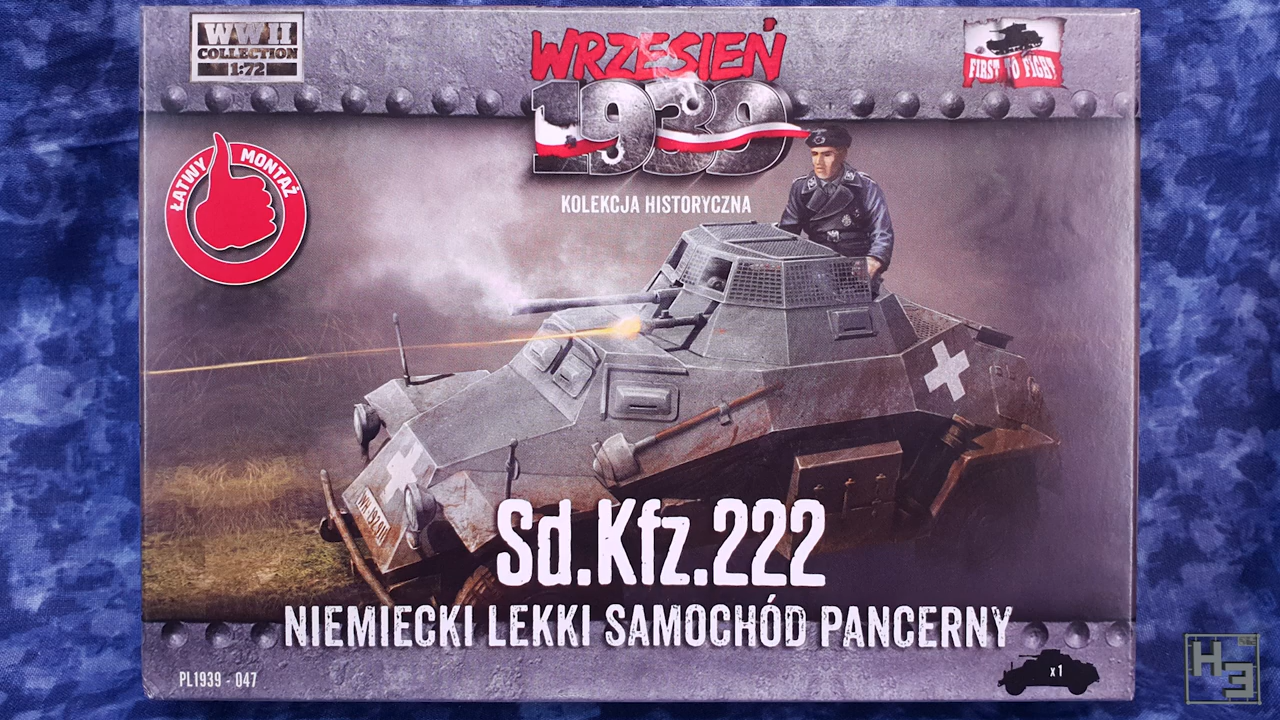 WWII
COLLECTION
1:72
WRZESIEŃ
1939
KOLEKCJA HISTORYCZNA
FIRST TO FIGHT
ŁATWY MONTAŻ
Sd.Kfz.222
NIEMIECKI LEKKI SAMOCHÓD PANCERNY
PL1939 - 047
x1
H3